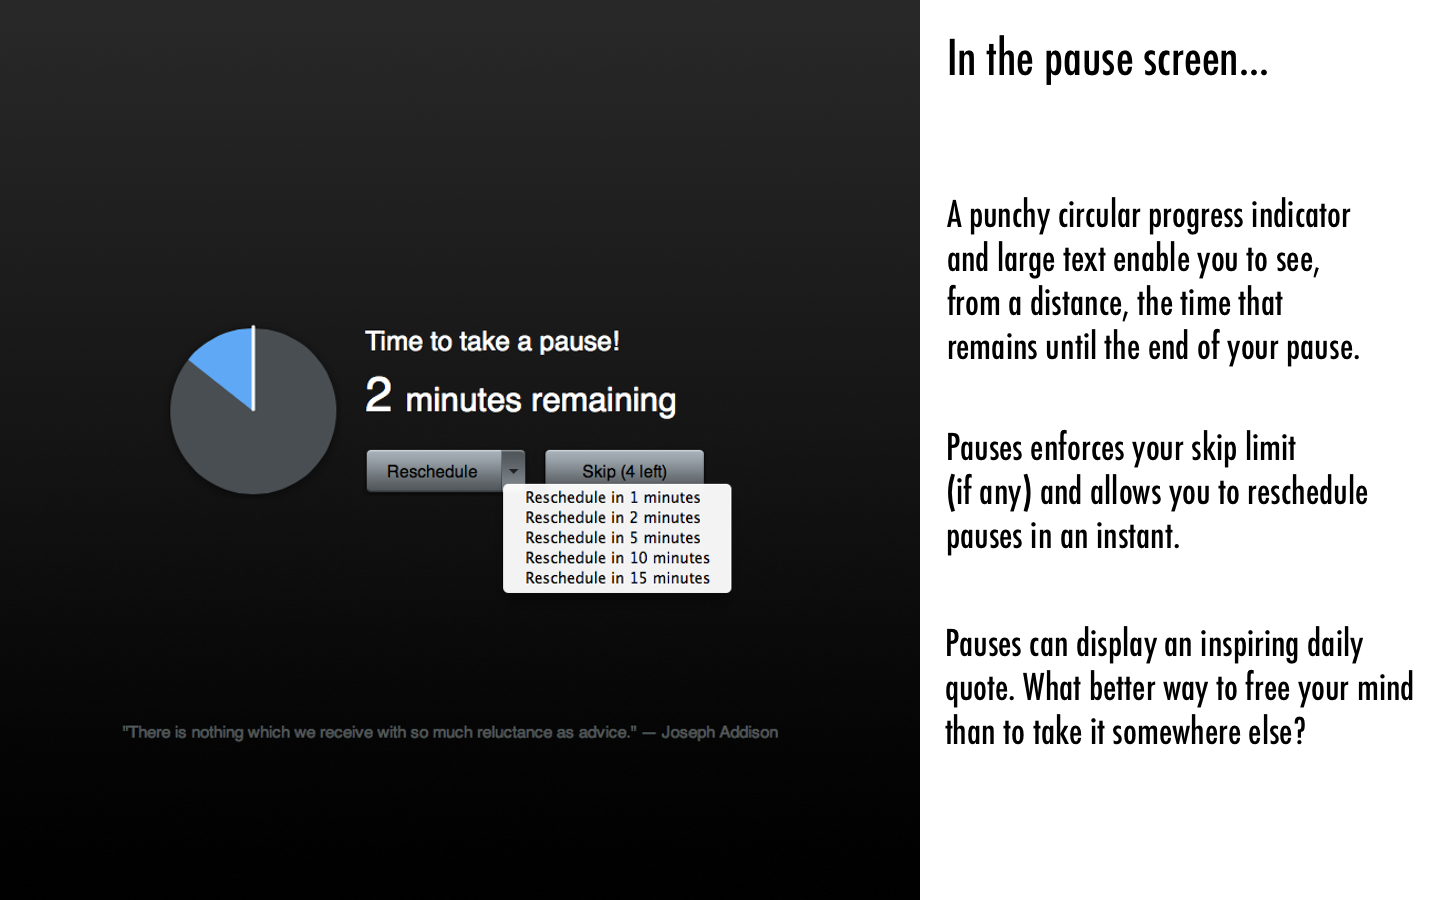 In the pause screen...
A punchy circular progress indicator
and large text enable you to see,
from a distance, the time that
remains until the end of your pause.
Pauses enforces your skip limit
(if any) and allows you to reschedule
pauses in an instant.
Pauses can display an inspiring daily
quote. What better way to free your mind
than to take it somewhere else?
Time to take a pause!
2 minutes remaining
Reschedule
Skip (4 left)
Reschedule in 1 minutes
Reschedule in 2 minutes
Reschedule in 5 minutes
Reschedule in 10 minutes
Reschedule in 15 minutes
"There is nothing which we receive with so much reluctance as advice." — Joseph Addison